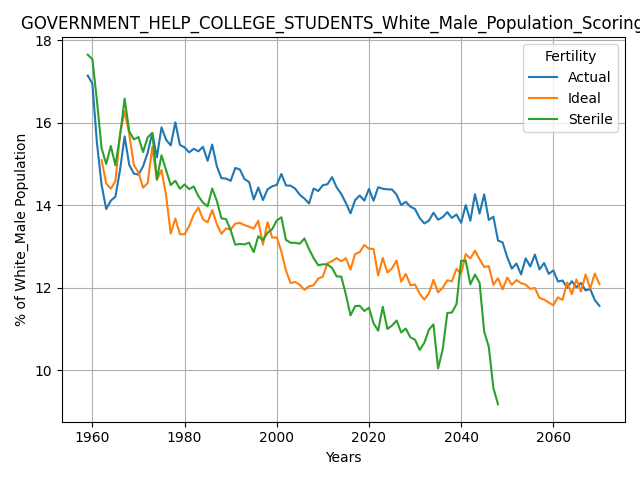 GOVERNMENT_HELP_COLLEGE_STUDENTS_White_Male_Population_Scoring
18
16
14
12
10
% of White_Male Population
1960
1980
2000
2020
2040
2060
Years
Fertility
Actual
Ideal
Sterile